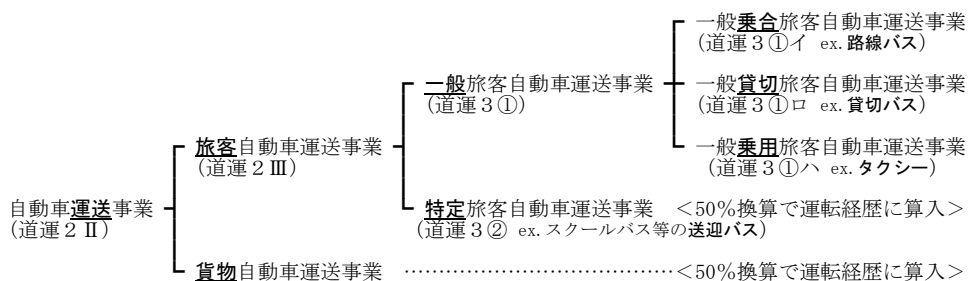 一般乗合旅客自動車運送事業
(道運３①イ ex.路線バス)
一般旅客自動車運送事業
(道運３①)
一般貸切旅客自動車運送事業
(道運３①ロ ex.貸切バス)
旅客自動車運送事業
(道運２Ⅲ)
一般乗用旅客自動車運送事業
(道運３①ハ ex.タクシー)
自動車運送事業
(道運２Ⅱ)
特定旅客自動車運送事業 ＜50％換算で運転経歴に算入＞
(道運３② ex.スクールバス等の送迎バス)
貨物自動車運送事業 ……………………………＜50％換算で運転経歴に算入＞